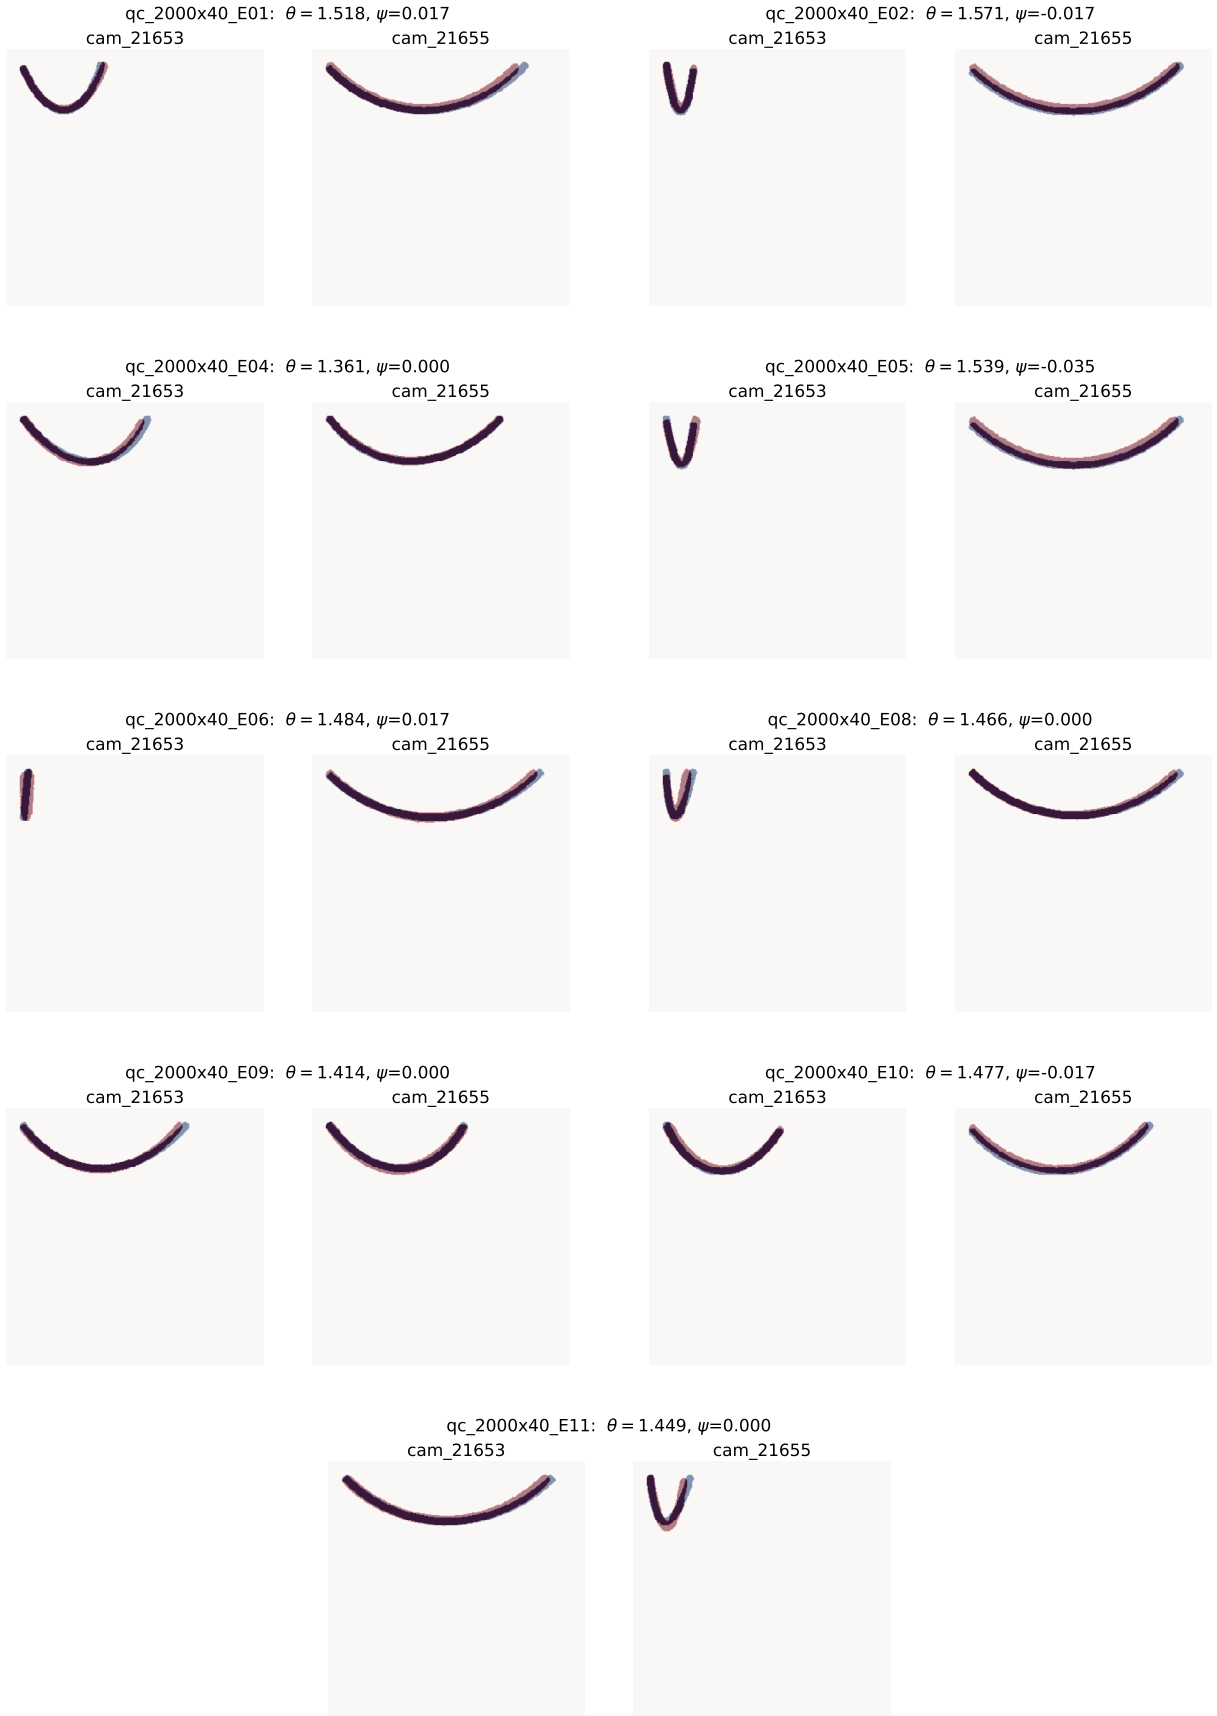 qc_2000x40_E01: θ = 1.518, ψ=0.017
cam_21653 cam_21655
qc_2000x40_E02: θ = 1.571, ψ=-0.017
cam_21653 cam_21655
qc_2000x40_E04: θ = 1.361, ψ=0.000
cam_21653 cam_21655
qc_2000x40_E05: θ = 1.539, ψ=-0.035
cam_21653 cam_21655
qc_2000x40_E06: θ = 1.484, ψ=0.017
cam_21653 cam_21655
qc_2000x40_E08: θ = 1.466, ψ=0.000
cam_21653 cam_21655
qc_2000x40_E09: θ = 1.414, ψ=0.000
cam_21653 cam_21655
qc_2000x40_E10: θ = 1.477, ψ=-0.017
cam_21653 cam_21655
qc_2000x40_E11: θ = 1.449, ψ=0.000
cam_21653 cam_21655